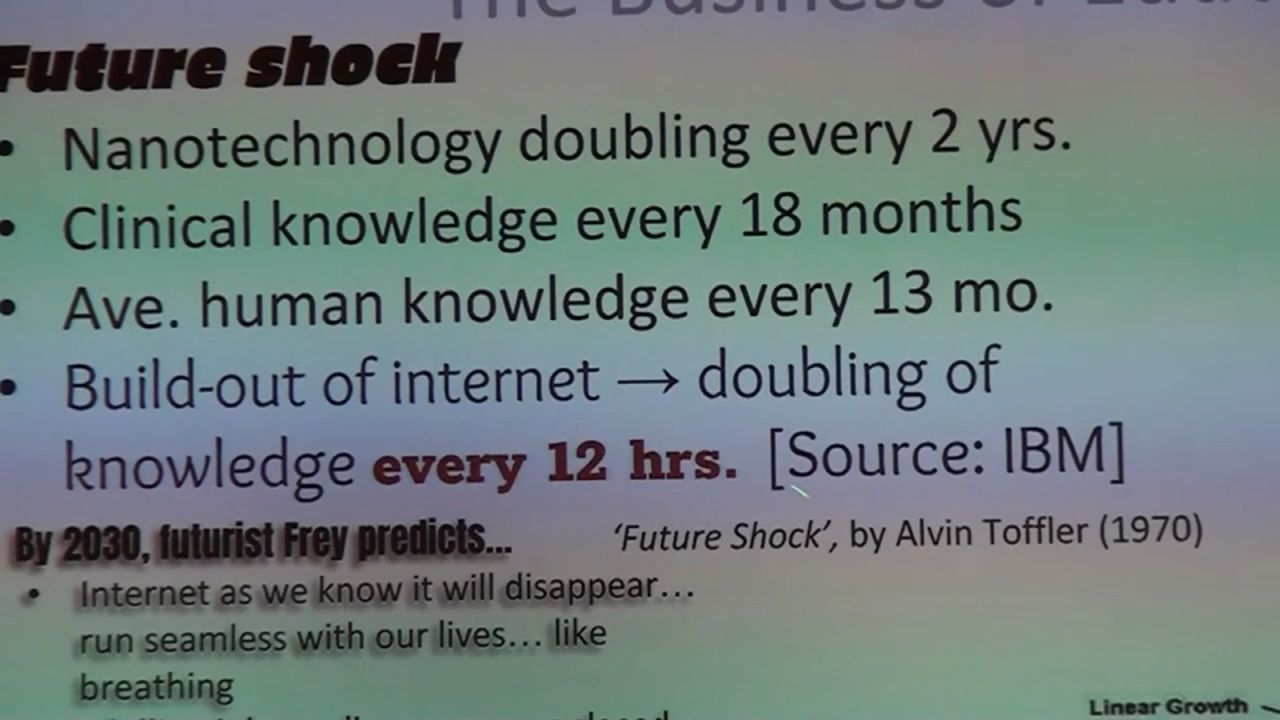 The Business of
Future shock
• Nanotechnology doubling every 2 yrs.
• Clinical knowledge every 18 months
• Ave. human knowledge every 13 mo.
• Build-out of internet → doubling of
knowledge every 12 hrs. [Source: IBM]
By 2030, futurist Frey predicts...
‘Future Shock’, by Alvin Toffler (1970)
• Internet as we know it will disappear...
run seamless with our lives... like
breathing
Linear Growth